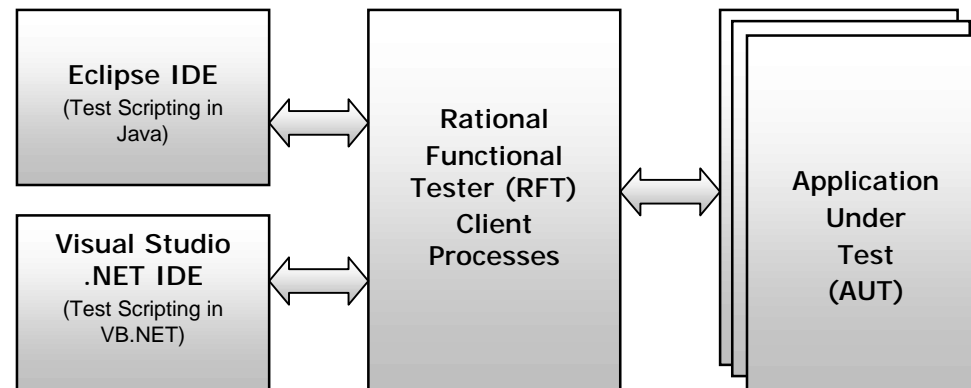 Eclipse IDE
(Test Scripting in
Java)
Visual Studio
.NET IDE
(Test Scripting in
VB.NET)
Rational
Functional
Tester (RFT)
Client
Processes
Application
Under
Test
(AUT)